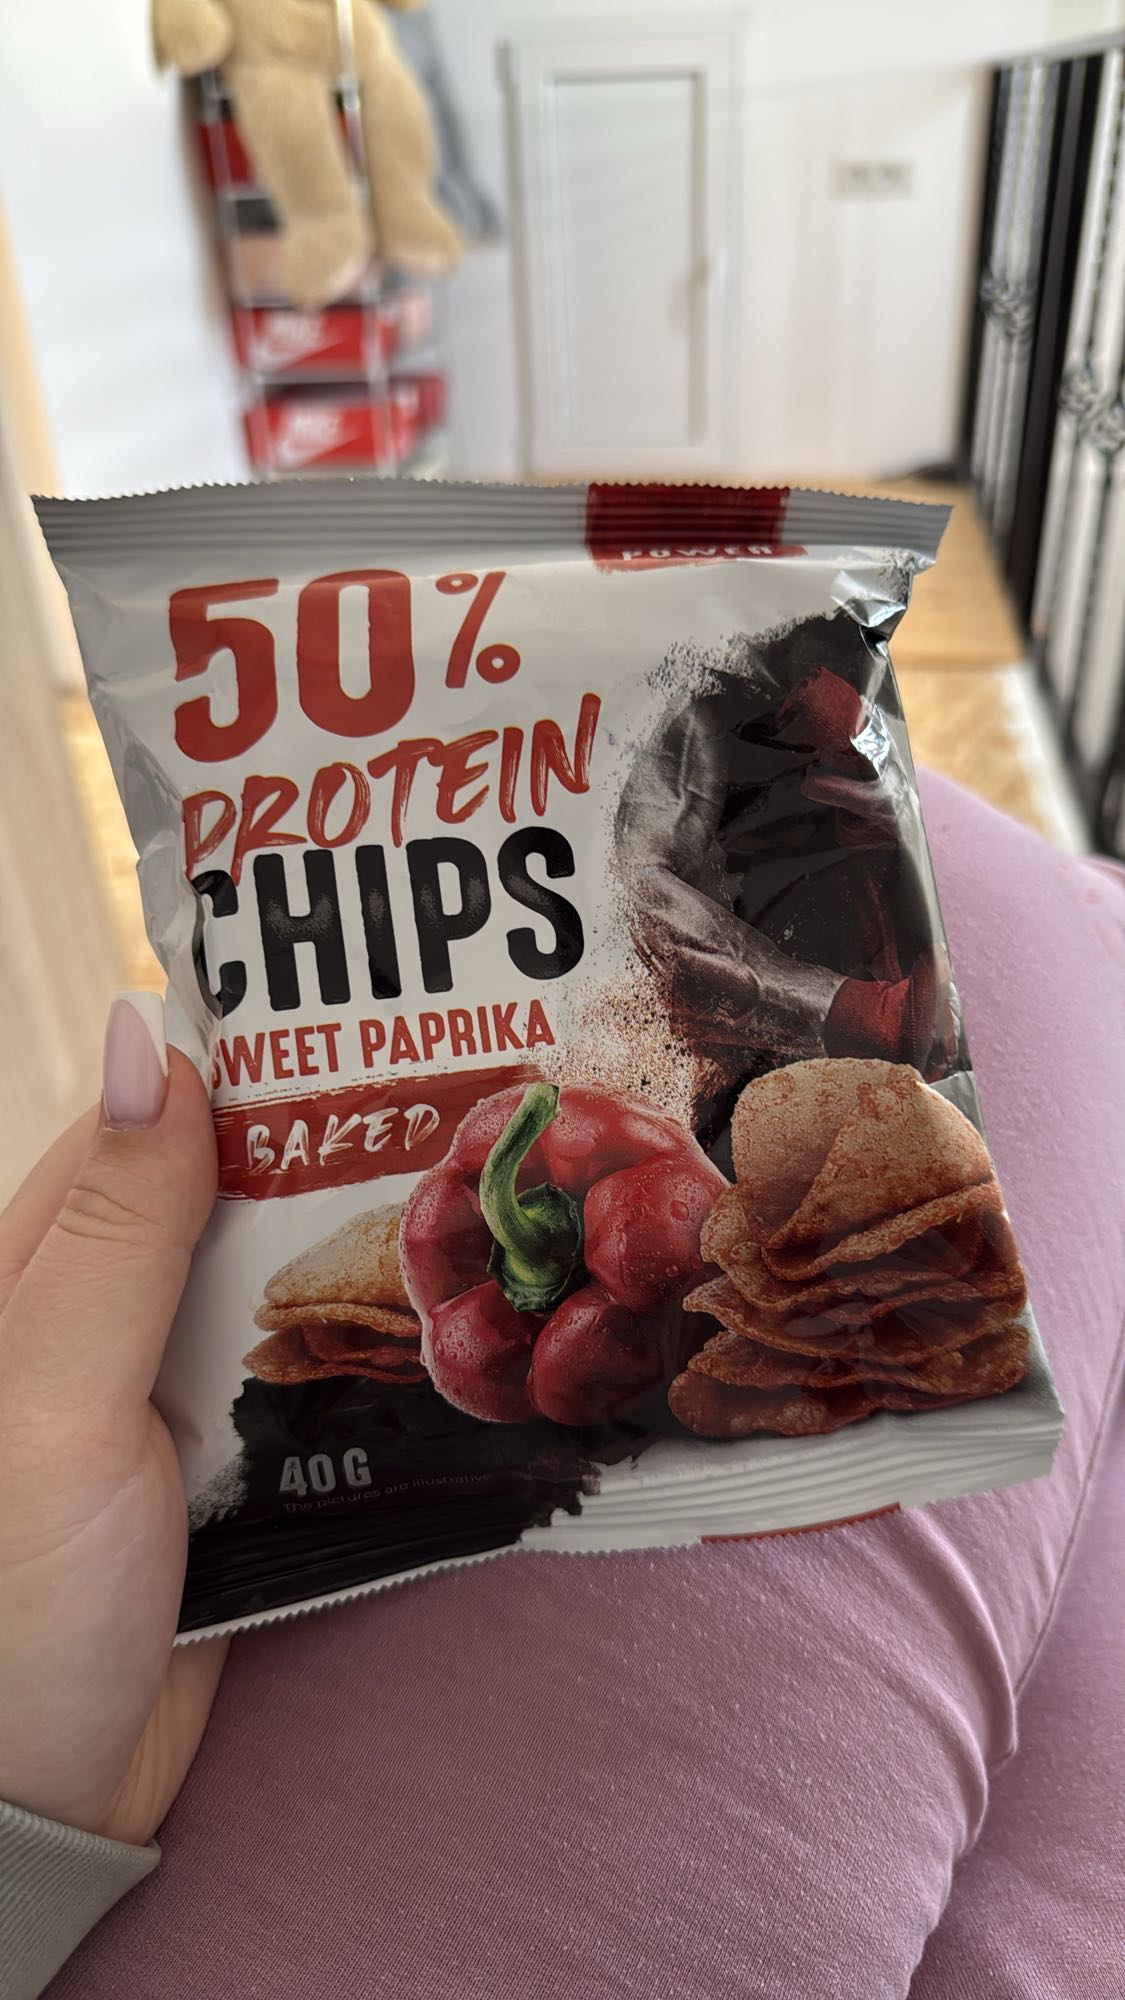 POWER
50%
PROTEIN
CHIPS
SWEET PAPRIKA
BAKED
40 G
The pictures are illustrative